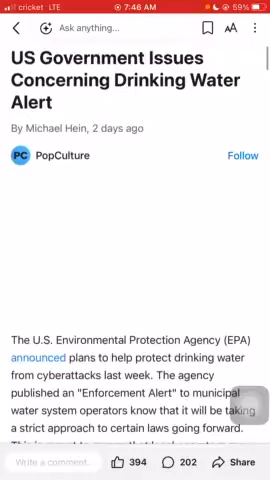 cricket LTE 7:46 AM 59%
Ask anything... AA
US Government Issues
Concerning Drinking Water
Alert
By Michael Hein, 2 days ago
PC PopCulture Follow
The U.S. Environmental Protection Agency (EPA)
announced plans to help protect drinking water
from cyberattacks last week. The agency
published an "Enforcement Alert" to municipal
water system operators know that it will be taking
a strict approach to certain laws going forward.
Write a comment... 394 202 Share